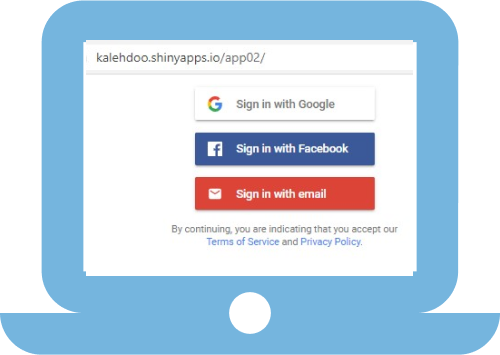 kalehdoo.shinyapps.io/app02/
Sign in with Google
Sign in with Facebook
Sign in with email
By continuing, you are indicating that you accept our
Terms of Service and Privacy Policy.